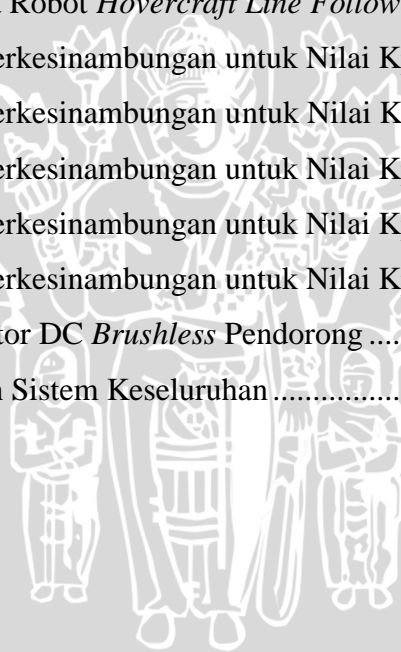 Robot Hovercraft Line Follow
erkesinambungan untuk Nilai K
erkesinambungan untuk Nilai K
erkesinambungan untuk Nilai K
erkesinambungan untuk Nilai K
erkesinambungan untuk Nilai K
tor DC Brushless Pendorong ....
Sistem Keseluruhan ...............